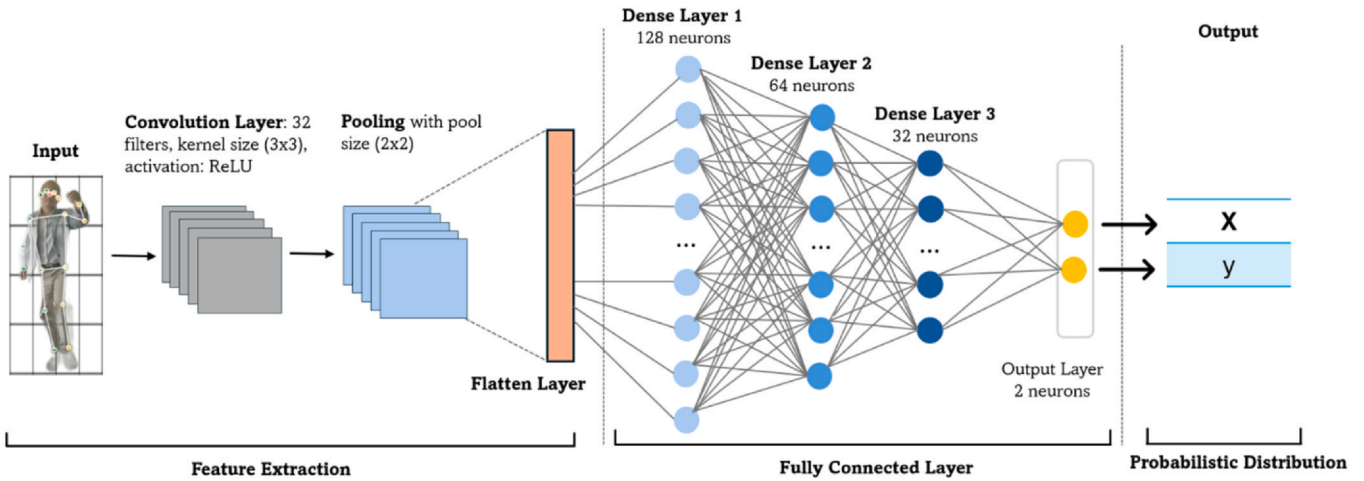 Input
Convolution Layer: 32
filters, kernel size (3x3),
activation: ReLU
Pooling with pool
size (2x2)
Flatten Layer
Dense Layer 1
128 neurons
...
Dense Layer 2
64 neurons
...
Dense Layer 3
32 neurons
...
Output Layer
2 neurons
Output
X
y
Feature Extraction
Fully Connected Layer
Probabilistic Distribution